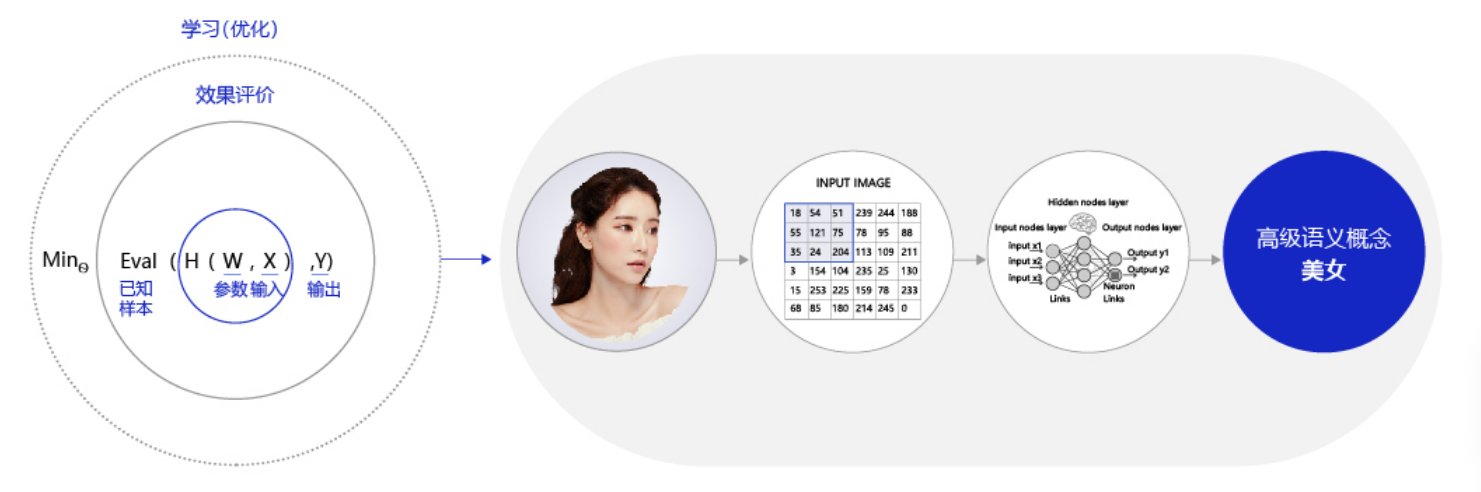 学习(优化)
效果评价
Min_Θ Eval ( H ( W , X ) ,Y)
已知
样本
参数 输入 输出
INPUT IMAGE
18 54 51 239 244 188
55 121 75 78 95 88
35 24 204 113 109 211
3 154 104 235 25 130
15 253 225 159 78 233
68 85 180 214 245 0
Hidden nodes layer
Input nodes layer Output nodes layer
input x1
input x2
input x3
Output y1
Output y2
Neuron
Links Links
高级语义概念
美女